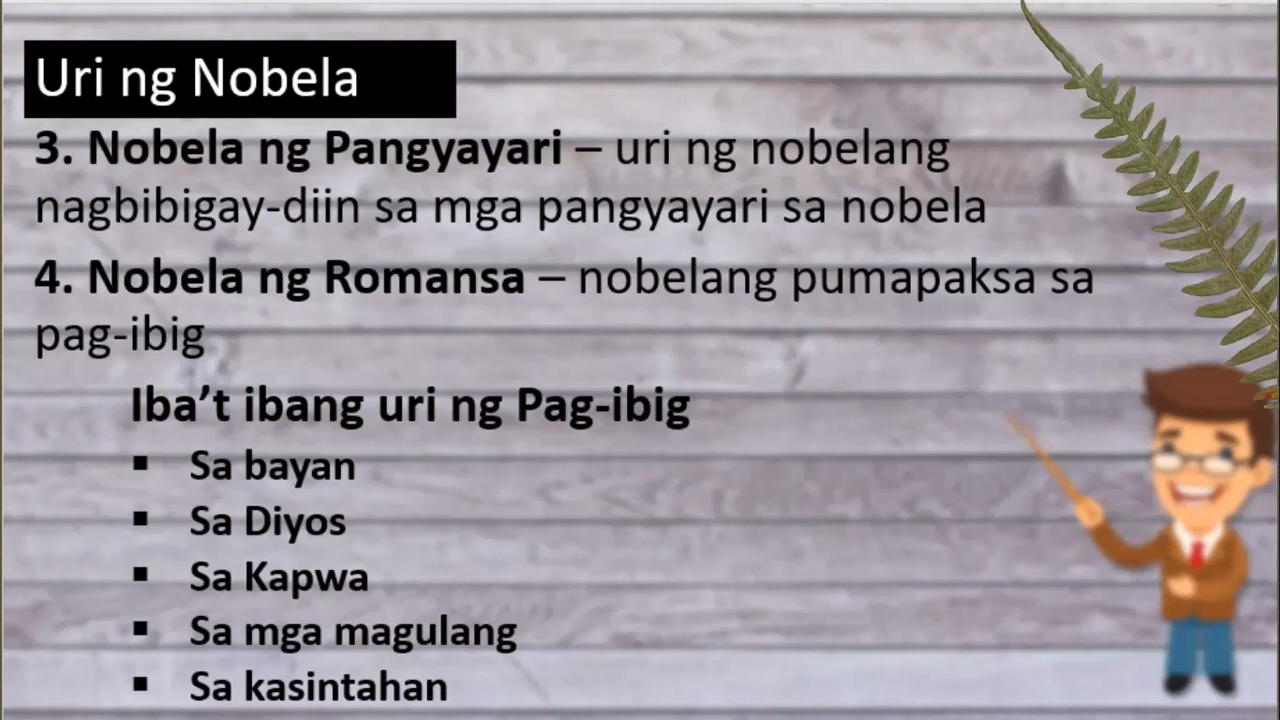 Uri ng Nobela
3. Nobela ng Pangyayari – uri ng nobelang
nagbibigay-diin sa mga pangyayari sa nobela
4. Nobela ng Romansa – nobelang pumapaksa sa
pag-ibig
Iba’t ibang uri ng Pag-ibig
▪ Sa bayan
▪ Sa Diyos
▪ Sa Kapwa
▪ Sa mga magulang
▪ Sa kasintahan